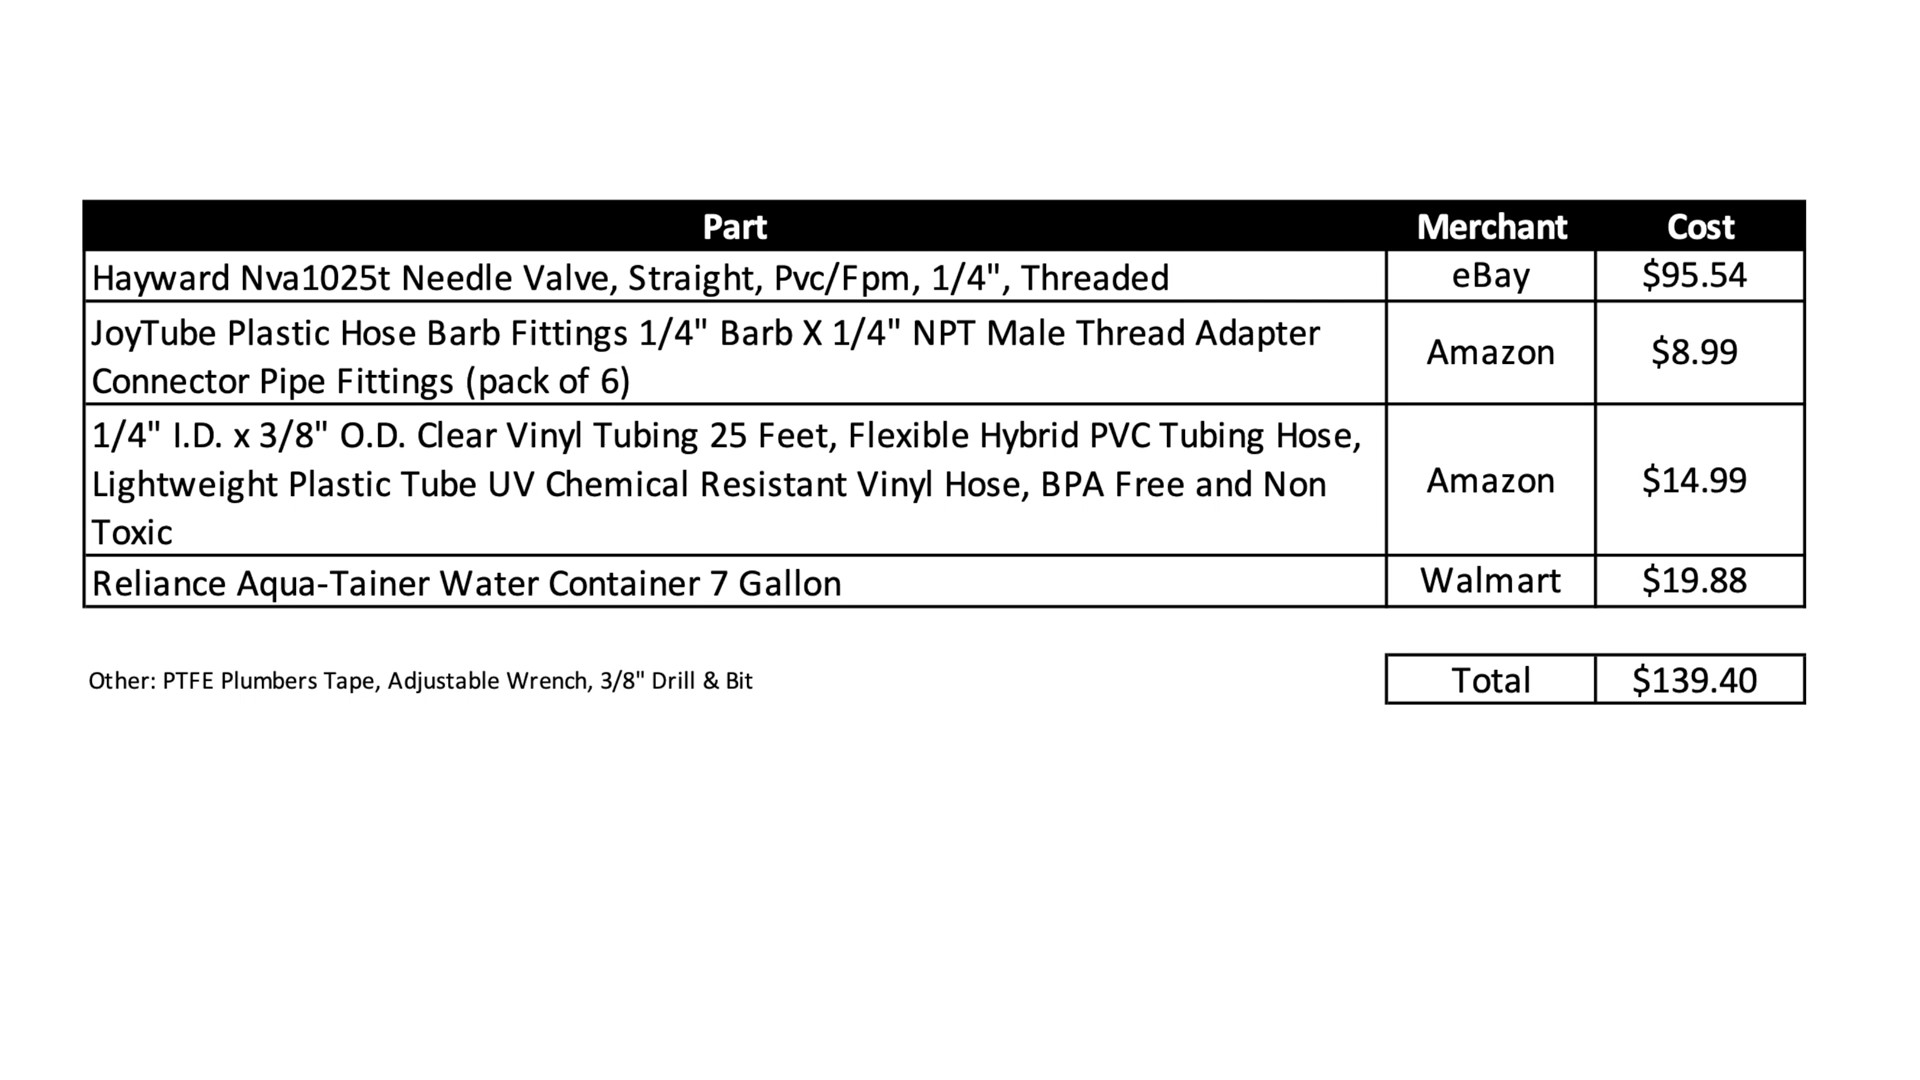 Part Merchant Cost
Hayward Nva1025t Needle Valve, Straight, Pvc/Fpm, 1/4", Threaded eBay $95.54
JoyTube Plastic Hose Barb Fittings 1/4" Barb X 1/4" NPT Male Thread Adapter
Connector Pipe Fittings (pack of 6) Amazon $8.99
1/4" I.D. x 3/8" O.D. Clear Vinyl Tubing 25 Feet, Flexible Hybrid PVC Tubing Hose,
Lightweight Plastic Tube UV Chemical Resistant Vinyl Hose, BPA Free and Non
Toxic Amazon $14.99
Reliance Aqua-Tainer Water Container 7 Gallon Walmart $19.88
Other: PTFE Plumbers Tape, Adjustable Wrench, 3/8" Drill & Bit Total $139.40